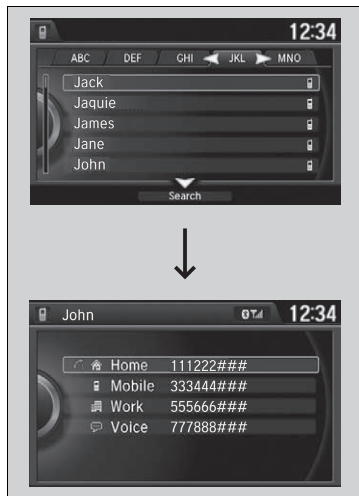 12:34
ABC DEF GHI JKL MNO
Jack
Jaquie
James
Jane
John
Search
John 12:34
Home 111222###
Mobile 333444###
Work 555666###
Voice 777888###